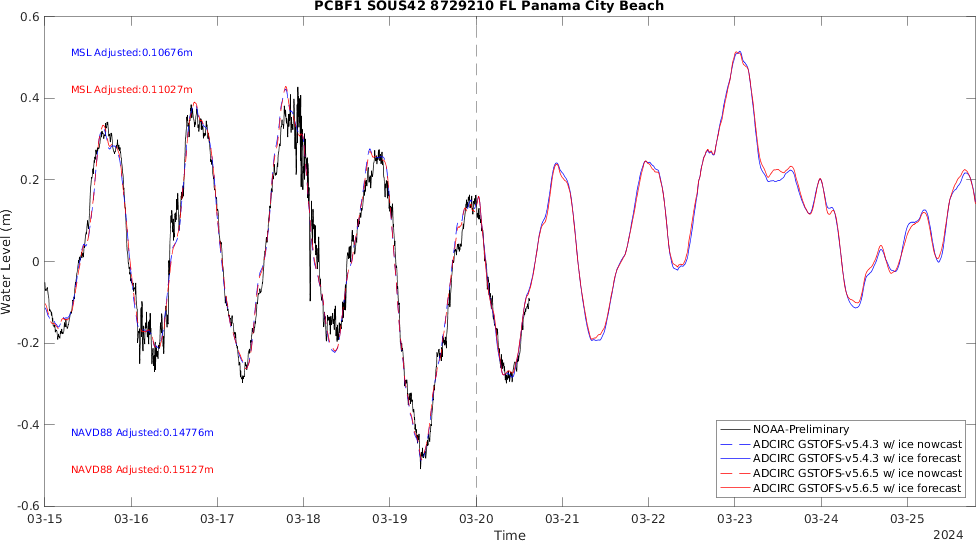 PCBF1 SOUS42 8729210 FL Panama City Beach
0.6
0.4
0.2
0
-0.2
-0.4
-0.6
Water Level (m)
MSL Adjusted:0.10676m
MSL Adjusted:0.11027m
NAVD88 Adjusted:0.14776m
NAVD88 Adjusted:0.15127m
NOAA-Preliminary
ADCIRC GSTOFS-v5.4.3 w/ ice nowcast
ADCIRC GSTOFS-v5.4.3 w/ ice forecast
ADCIRC GSTOFS-v5.6.5 w/ ice nowcast
ADCIRC GSTOFS-v5.6.5 w/ ice forecast
03-15 03-16 03-17 03-18 03-19 03-20 03-21 03-22 03-23 03-24 03-25
Time
2024